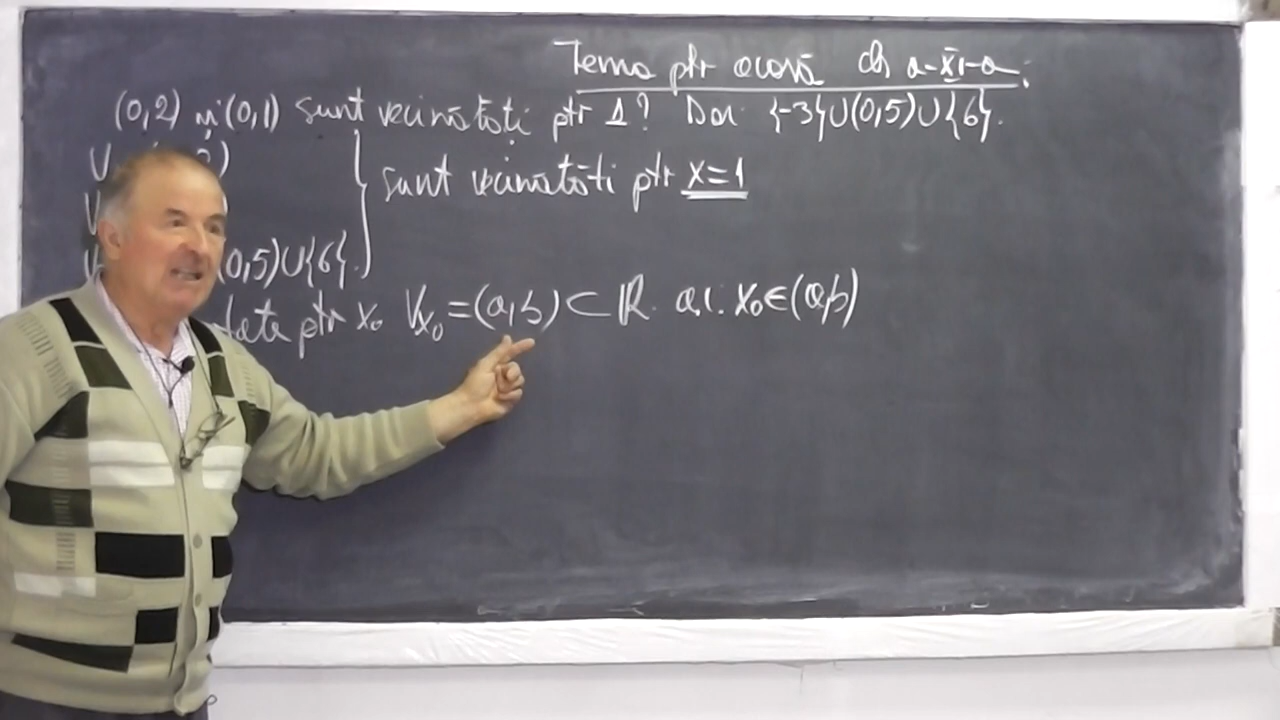 Tema ptr acasă cls a-XI-a.
(0,2) și (0,1) sunt vecinătăți ptr 1? Dar {-3}∪(0,5)∪{6}.
V )
V sunt vecinătăți ptr x=1
V (0,5)∪{6}.
ptr x₀ Vx₀=(a,b)⊂ℝ. a.î. x₀∈(a,b)